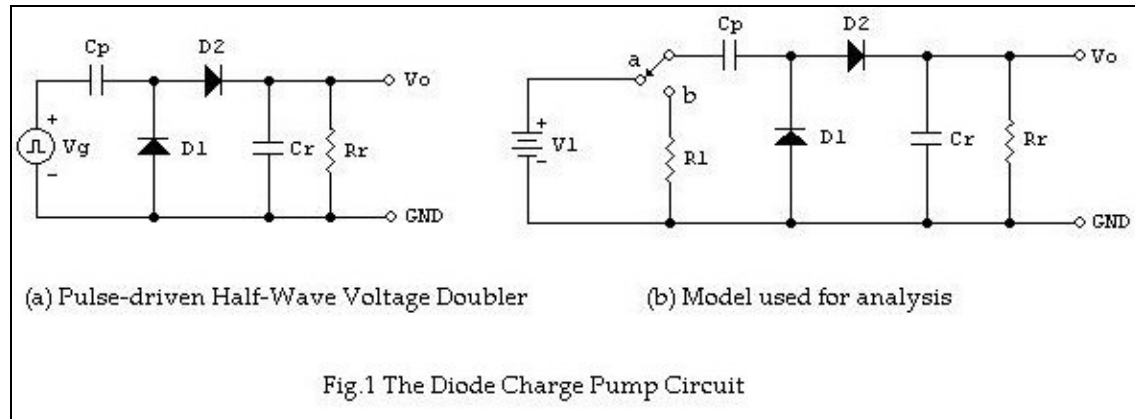 Cp
D2
Vo
+
Vg
-
D1
Cr
Rr
GND
(a) Pulse-driven Half-Wave Voltage Doubler
Cp
D2
Vo
a
b
+
V1
-
R1
D1
Cr
Rr
GND
(b) Model used for analysis
Fig.1 The Diode Charge Pump Circuit